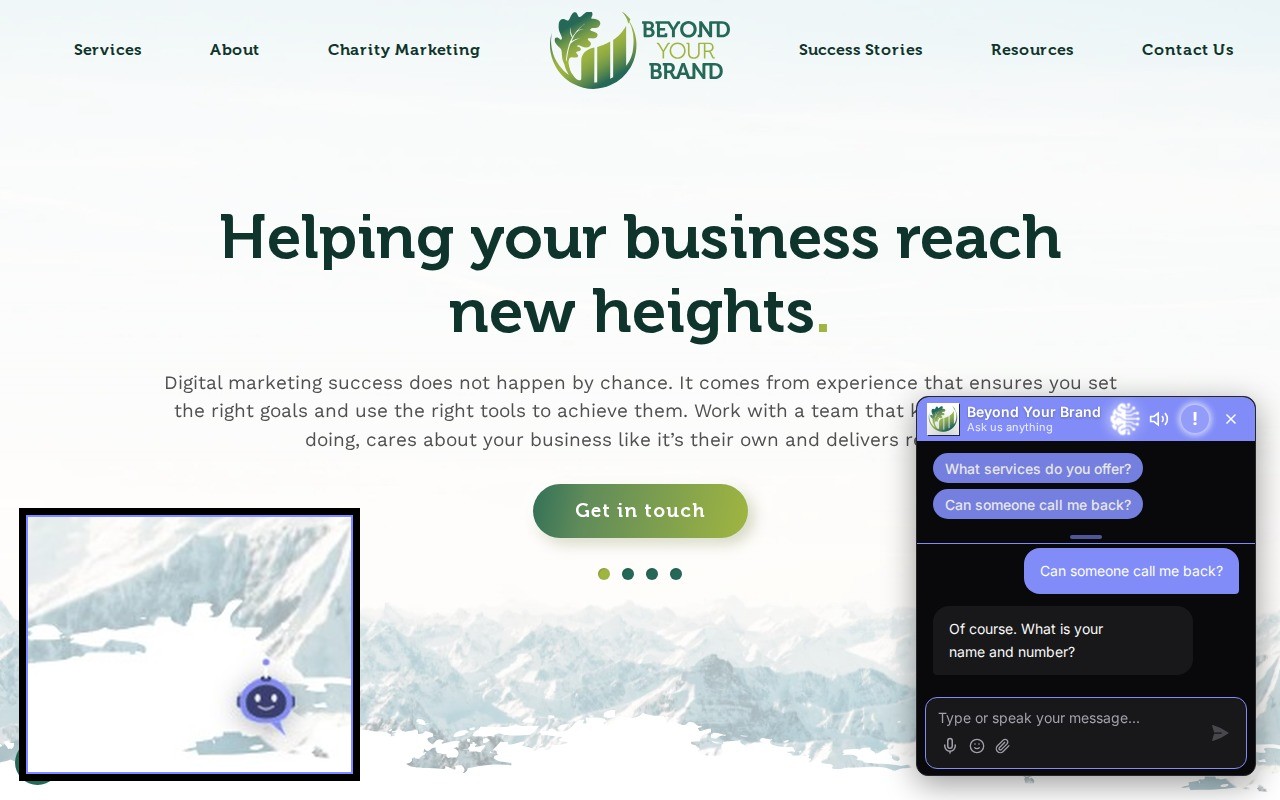 Services
About
Charity Marketing
BEYOND
YOUR
BRAND
Success Stories
Resources
Contact Us
Helping your business reach
new heights.
Digital marketing success does not happen by chance. It comes from experience that ensures you set
the right goals and use the right tools to achieve them. Work with a team that
doing, cares about your business like it's their own and delivers
Get in touch
Beyond Your Brand
Ask us anything
What services do you offer?
Can someone call me back?
Can someone call me back?
Of course. What is your
name and number?
Type or speak your message...